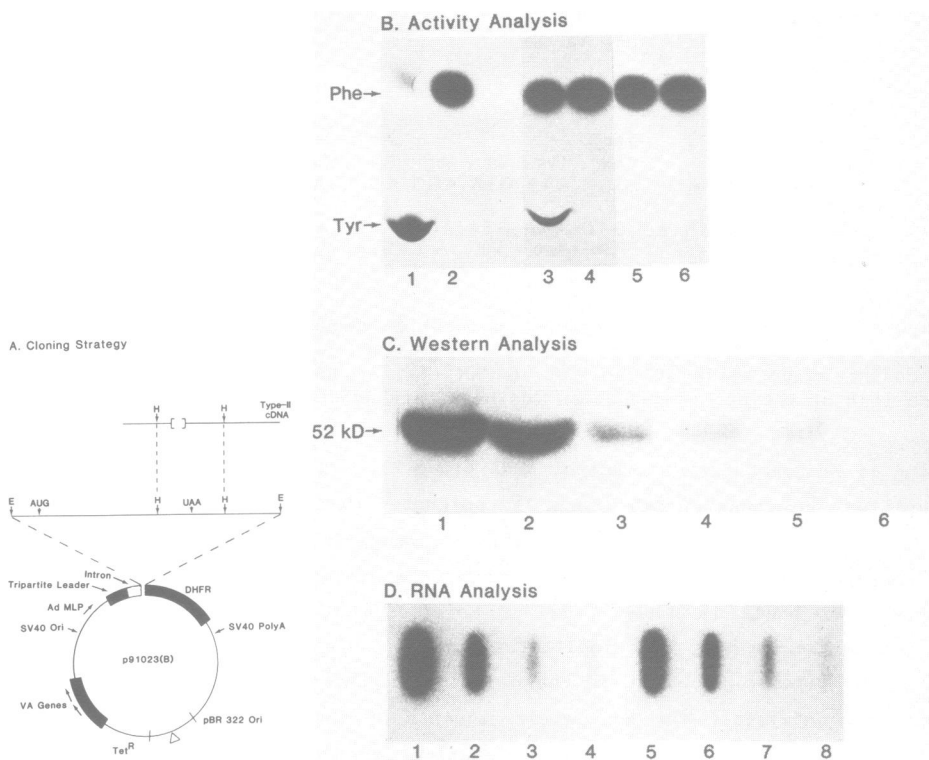 B. Activity Analysis
Phe→
Tyr→
1 2 3 4 5 6
A. Cloning Strategy
H H Type-II
cDNA
E AUG H UAA H E
Intron
Tripartite Leader
DHFR
Ad MLP
SV40 Ori
SV40 PolyA
p91023(B)
VA Genes
pBR 322 Ori
Tet^R
C. Western Analysis
52 kD→
1 2 3 4 5 6
D. RNA Analysis
1 2 3 4 5 6 7 8